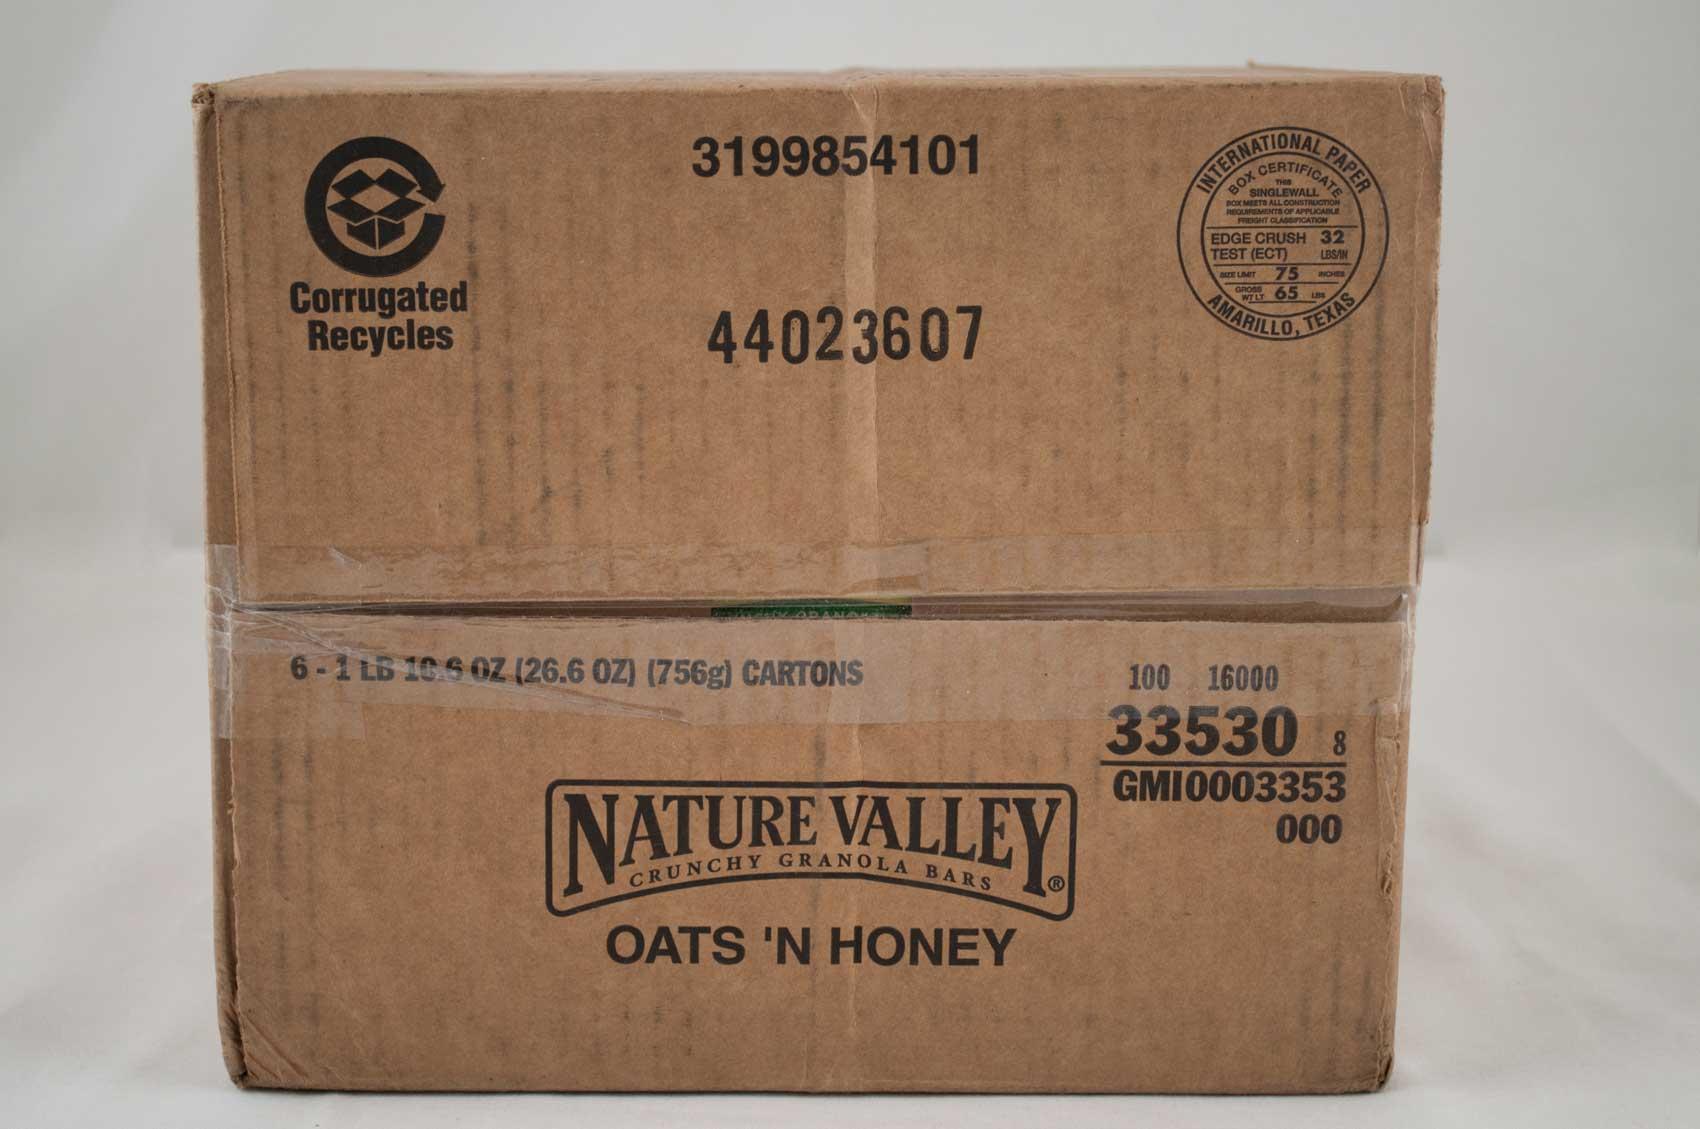 3199854101
Corrugated
Recycles
44023607
INTERNATIONAL PAPER
BOX CERTIFICATE
THIS
SINGLEWALL
BOX MEETS ALL CONSTRUCTION
REQUIREMENTS OF APPLICABLE
FREIGHT CLASSIFICATION
EDGE CRUSH 32
TEST (ECT) LBS/IN
SIZE LIMIT 75 INCHES
GROSS
WT LT 65 LBS
AMARILLO, TEXAS
6 - 1 LB 10.6 OZ (26.6 OZ) (756g) CARTONS
100 16000
33530 8
GMI0003353
000
NATURE VALLEY
CRUNCHY GRANOLA BARS ®
OATS 'N HONEY